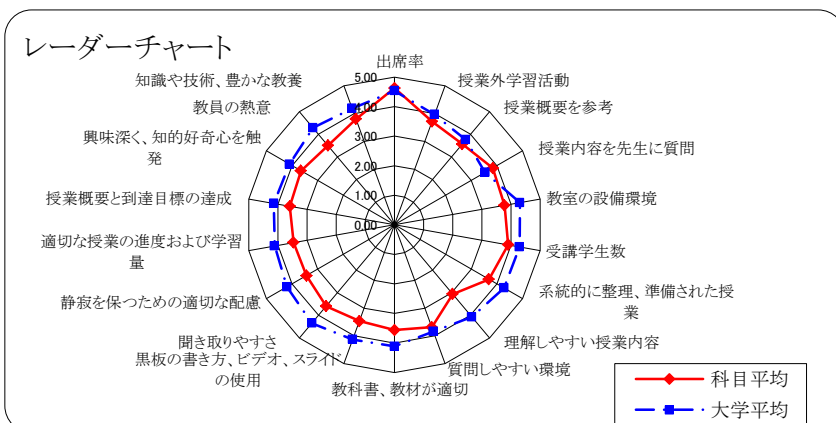 レーダーチャート
出席率
授業外学習活動
授業概要を参考
授業内容を先生に質問
教室の設備環境
受講学生数
系統的に整理、準備された授
業
理解しやすい授業内容
質問しやすい環境
教科書、教材が適切
黒板の書き方、ビデオ、スライド
の使用
聞き取りやすさ
静寂を保つための適切な配慮
適切な授業の進度および学習
量
授業概要と到達目標の達成
興味深く、知的好奇心を触
発
教員の熱意
知識や技術、豊かな教養
5.00
4.00
3.00
2.00
1.00
0.00
科目平均
大学平均